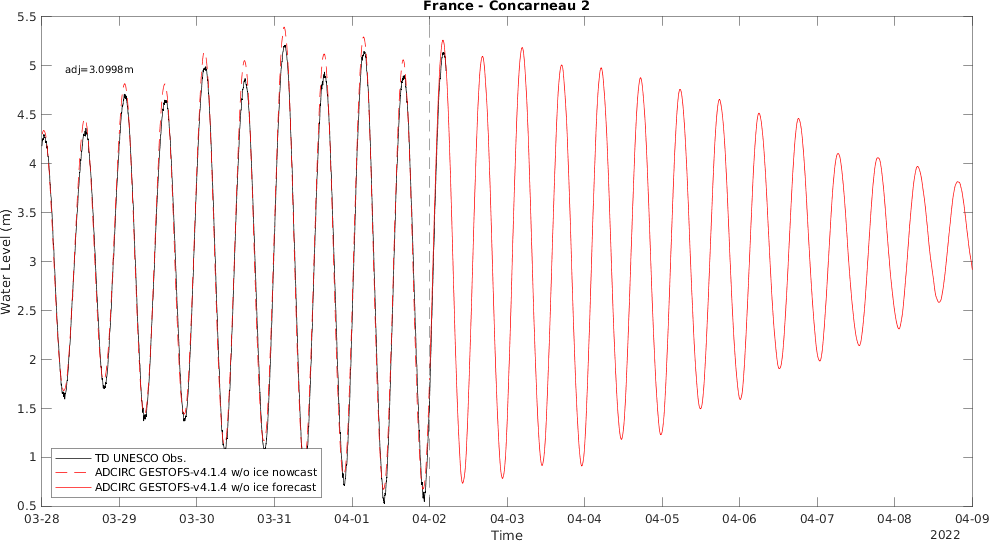 France - Concarneau 2
adj=3.0998m
Water Level (m)
5.5
5
4.5
4
3.5
3
2.5
2
1.5
1
0.5
TD UNESCO Obs.
ADCIRC GESTOFS-v4.1.4 w/o ice nowcast
ADCIRC GESTOFS-v4.1.4 w/o ice forecast
03-28 03-29 03-30 03-31 04-01 04-02 04-03 04-04 04-05 04-06 04-07 04-08 04-09
Time
2022